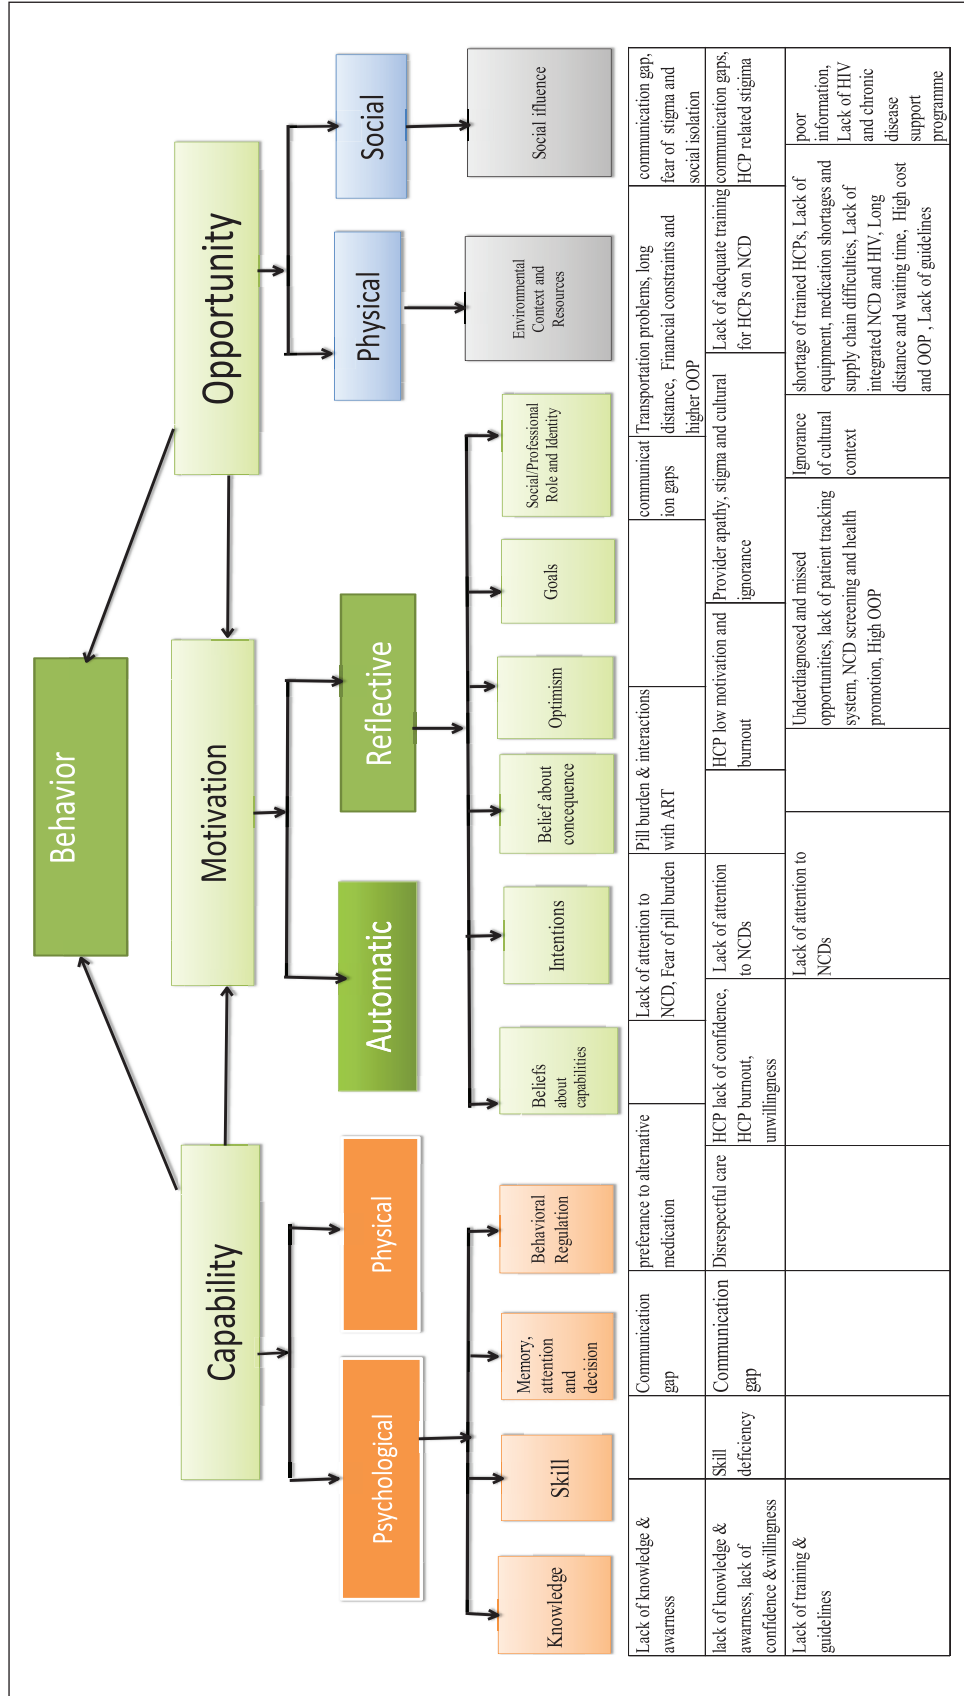 Behavior
Capability
Motivation
Opportunity
Psychological
Physical
Automatic
Reflective
Physical
Social
Knowledge
Skill
Memory,
attention
and
decision
Behavioral
Regulation
Beliefs
about
capabilities
Intentions
Belief about
concequence
Optimism
Goals
Social/Professional
Role and Identity
Environmental
Context and
Resources
Social ifluence
Lack of knowledge &
awarness
Communication
gap
preferance to alternative
medication
Lack of attention to
NCD, Fear of pill burden
Pill burden & interactions
with ART
communicat
ion gaps
Transportation problems, long
distance, Financial constraints and
higher OOP
communication gap,
fear of stigma and
social isolation
lack of knowledge &
awarness, lack of
confidence &willingness
Skill
deficiency
Communication
gap
Disrespectful care
HCP lack of confidence,
HCP burnout,
unwillingness
Lack of attention
to NCDs
HCP low motivation and
burnout
Provider apathy, stigma and cultural
ignorance
Lack of adequate training
for HCPs on NCD
communication gaps,
HCP related stigma
Lack of training &
guidelines
Lack of attention to
NCDs
Underdiagnosed and missed
opportunities, lack of patient tracking
system, NCD screening and health
promotion, High OOP
Ignorance
of cultural
context
shortage of trained HCPs, Lack of
equipment, medication shortages and
supply chain difficulties, Lack of
integrated NCD and HIV, Long
distance and waiting time, High cost
and OOP , Lack of guidelines
poor
information,
Lack of HIV
and chronic
disease
support
programme